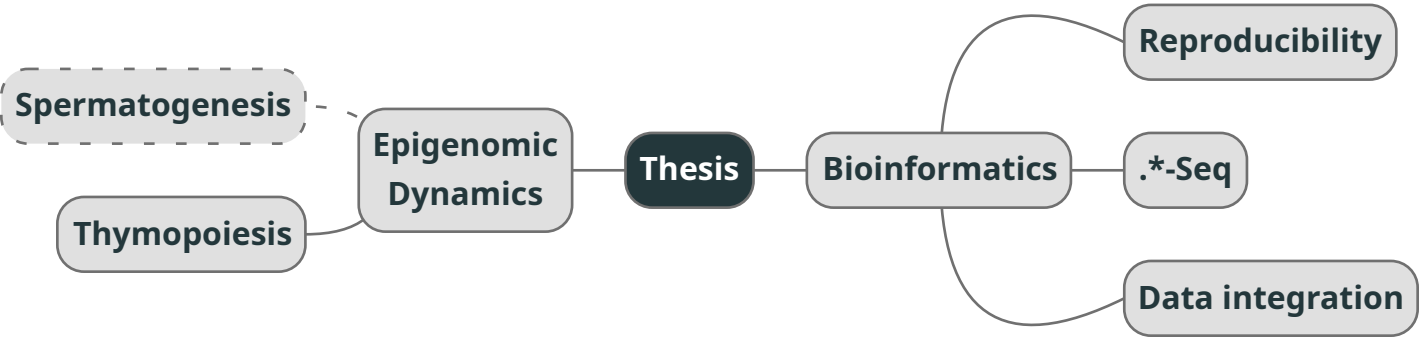 Spermatogenesis
Thymopoiesis
Epigenomic
Dynamics
Thesis
Bioinformatics
Reproducibility
.*-Seq
Data integration